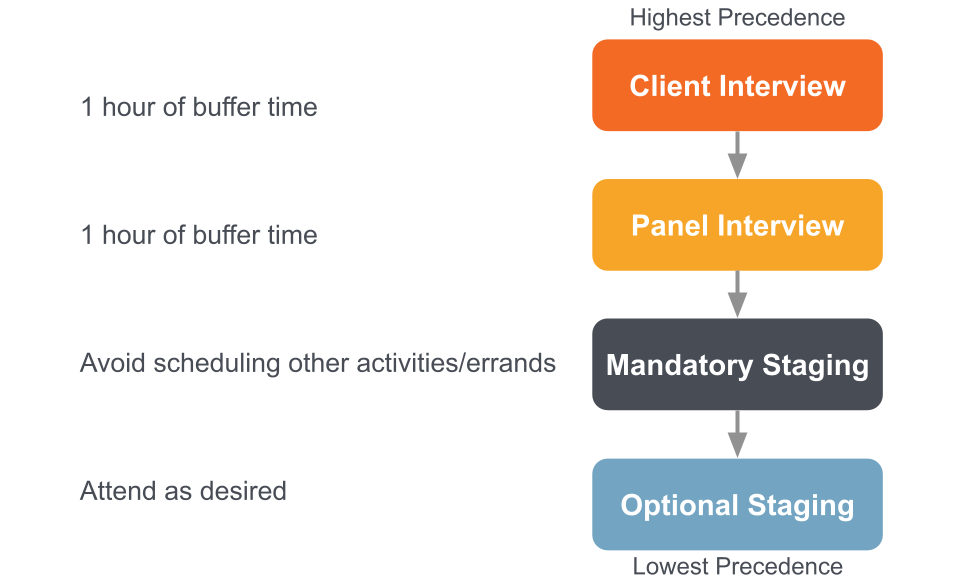 Highest Precedence
1 hour of buffer time
Client Interview
1 hour of buffer time
Panel Interview
Avoid scheduling other activities/errands
Mandatory Staging
Attend as desired
Optional Staging
Lowest Precedence